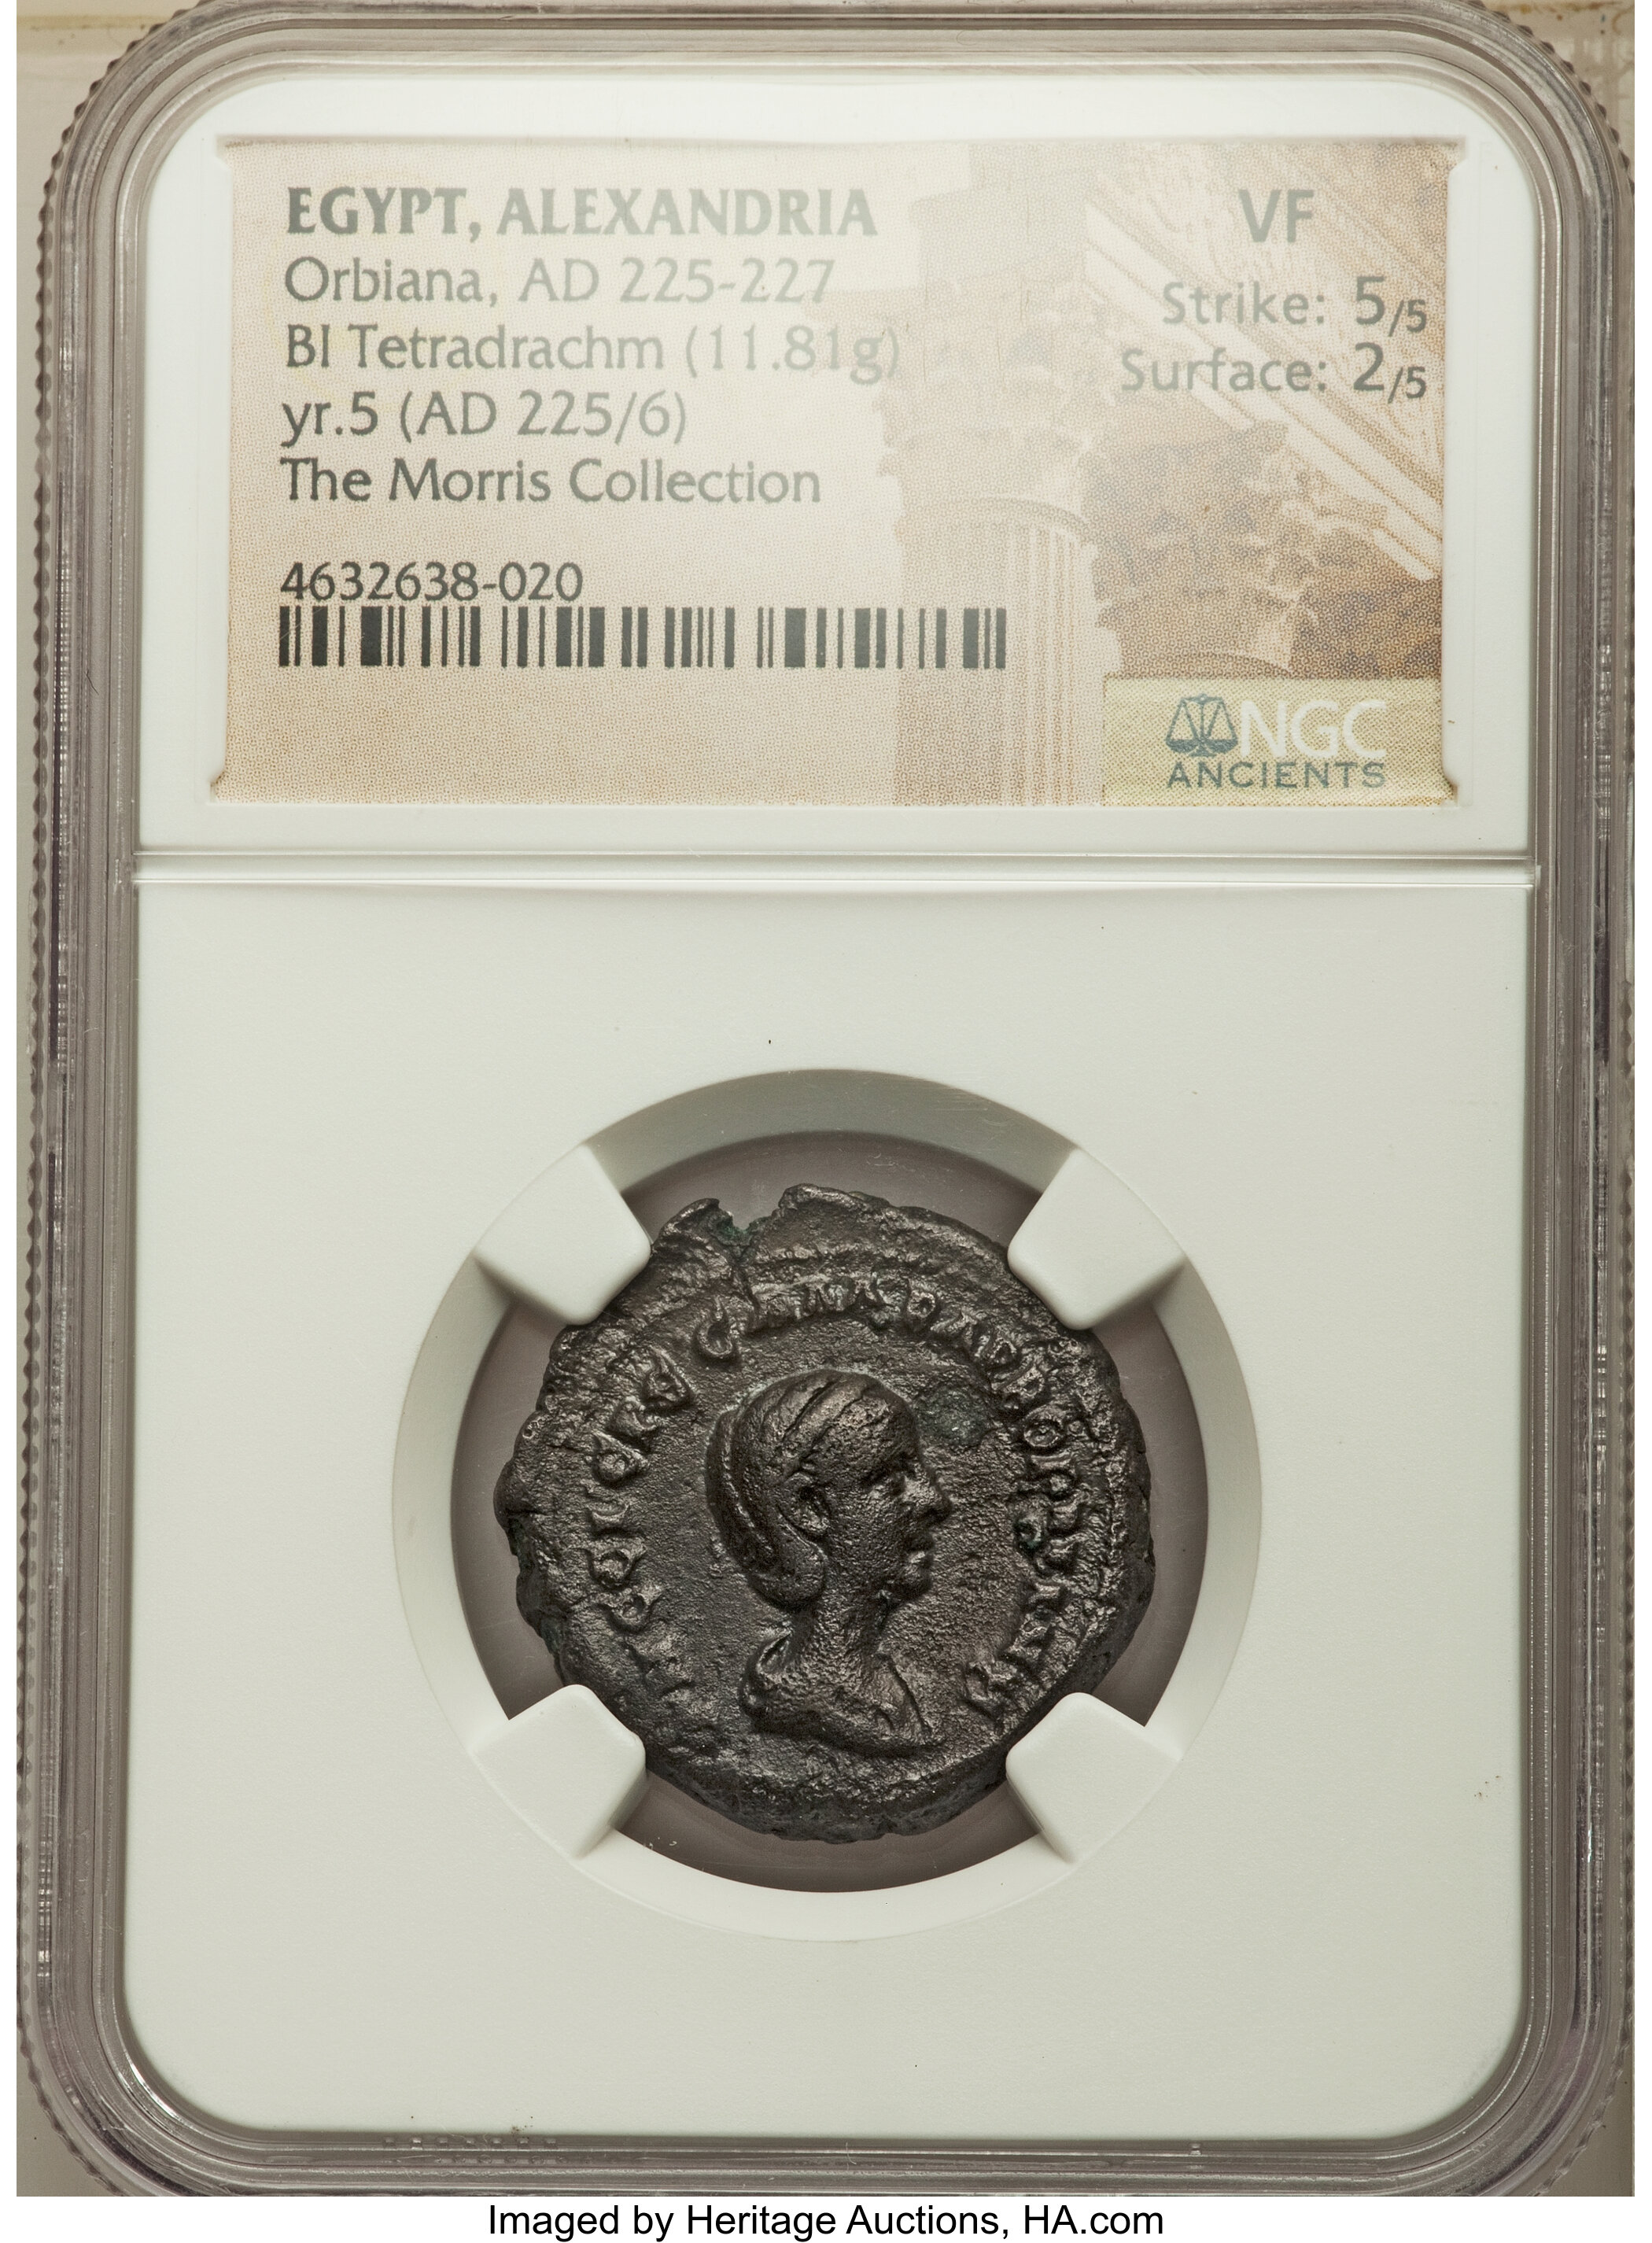 EGYPT, ALEXANDRIA
Orbiana, AD 225-227
BI Tetradrachm (11.81g)
yr.5 (AD 225/6)
The Morris Collection
4632638-020
VF
Strike: 5/5
Surface: 2/5
NGC
ANCIENTS
Imaged by Heritage Auctions, HA.com